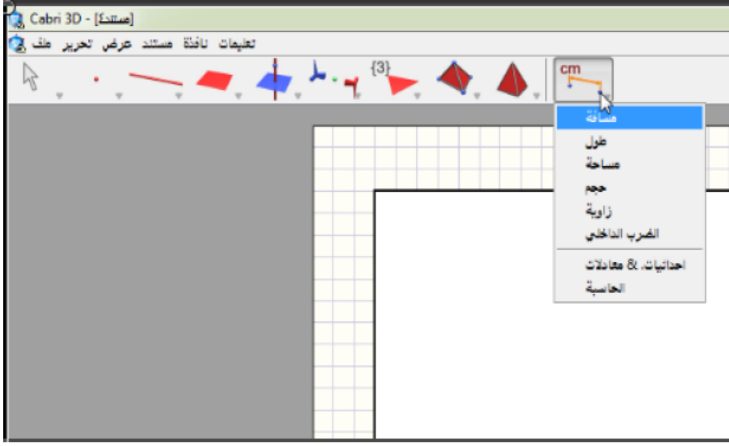 Cabri 3D - [مستند٤]
ملف تحرير عرض مستند نافذة تعليمات
{3}
cm
مسافة
طول
مساحة
حجم
زاوية
الضرب الداخلي
احداثيات، & معادلات
الحاسبة